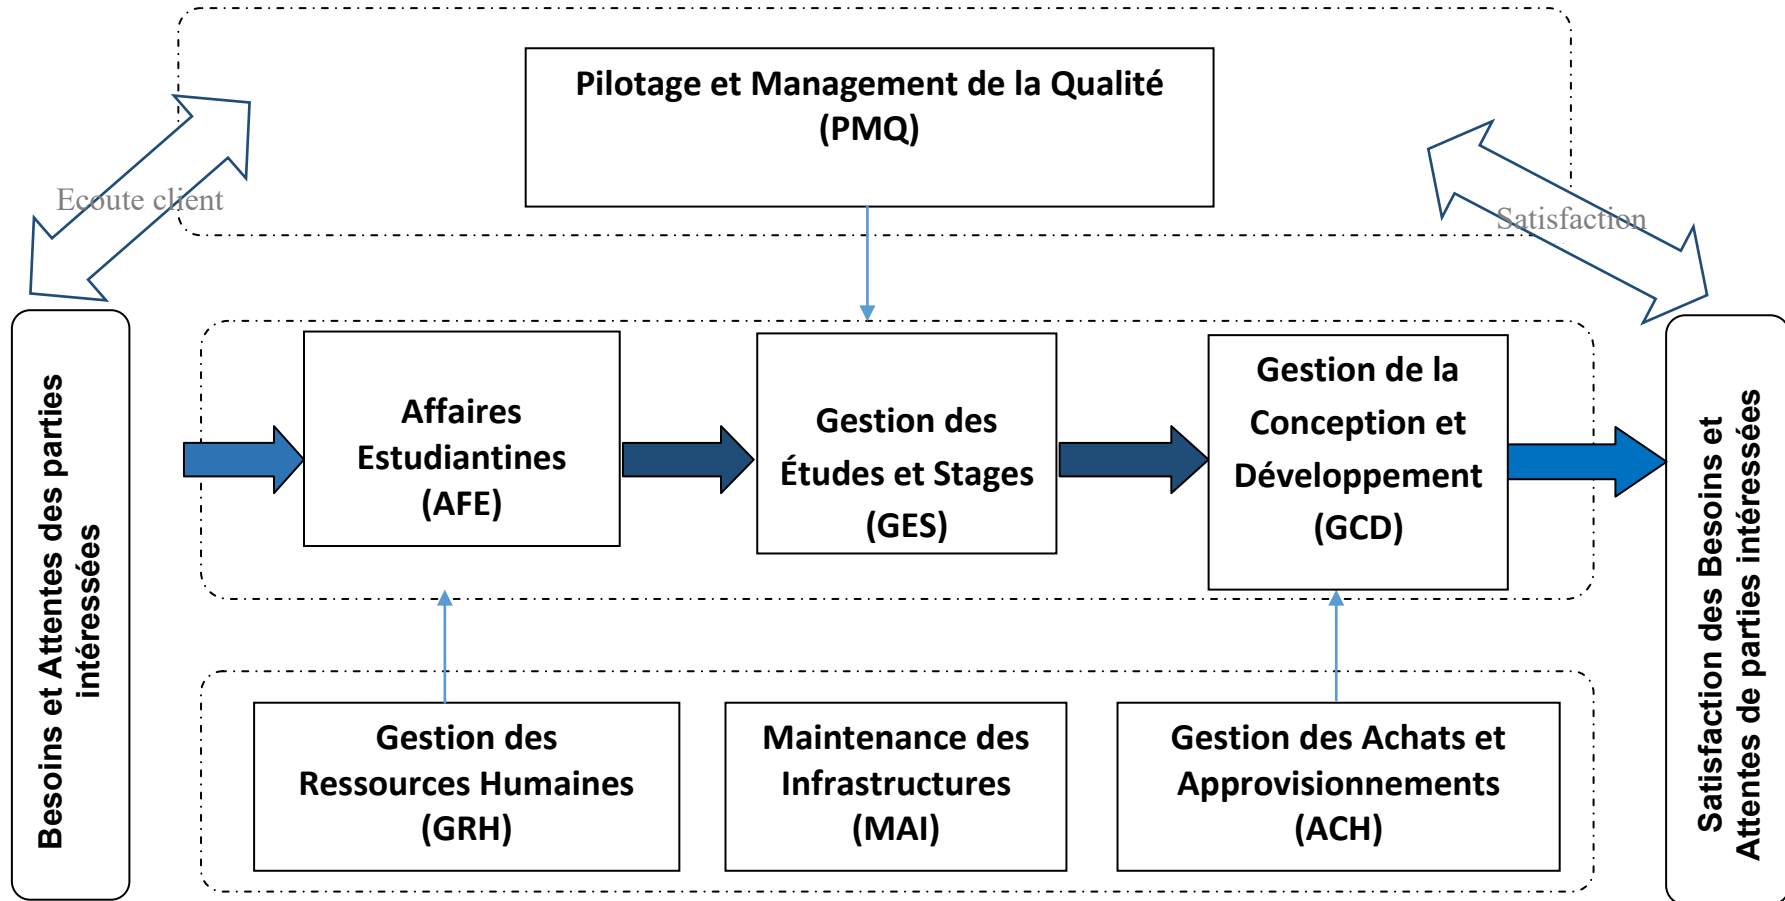 Pilotage et Management de la Qualité
(PMQ)
Ecoute client
Satisfaction
Besoins et Attentes des parties
intéressées
Affaires
Estudiantines
(AFE)
Gestion des
Études et Stages
(GES)
Gestion de la
Conception et
Développement
(GCD)
Satisfaction des Besoins et
Attentes de parties intéressées
Gestion des
Ressources Humaines
(GRH)
Maintenance des
Infrastructures
(MAI)
Gestion des Achats et
Approvisionnements
(ACH)